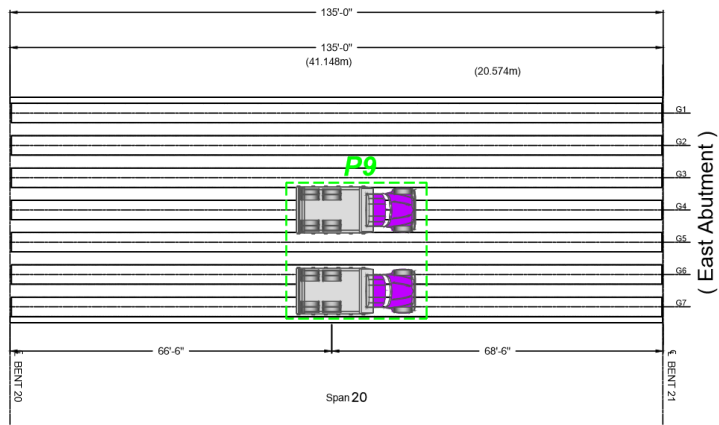 135'-0"
135'-0"
(41.148m)
(20.574m)
G1
G2
G3
P9
G4
G5
G6
G7
( East Abutment )
66'-6"
68'-6"
℄ BENT 20
℄ BENT 21
Span 20